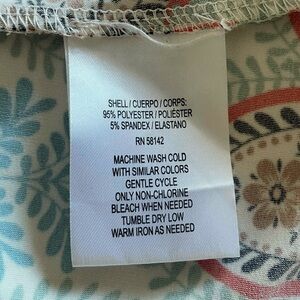 SHELL / CUERPO / CORPS:
95% POLYESTER / POLIÉSTER
5% SPANDEX / ELASTANO
RN 58142
MACHINE WASH COLD
WITH SIMILAR COLORS
GENTLE CYCLE
ONLY NON-CHLORINE
BLEACH WHEN NEEDED
TUMBLE DRY LOW
WARM IRON AS NEEDED